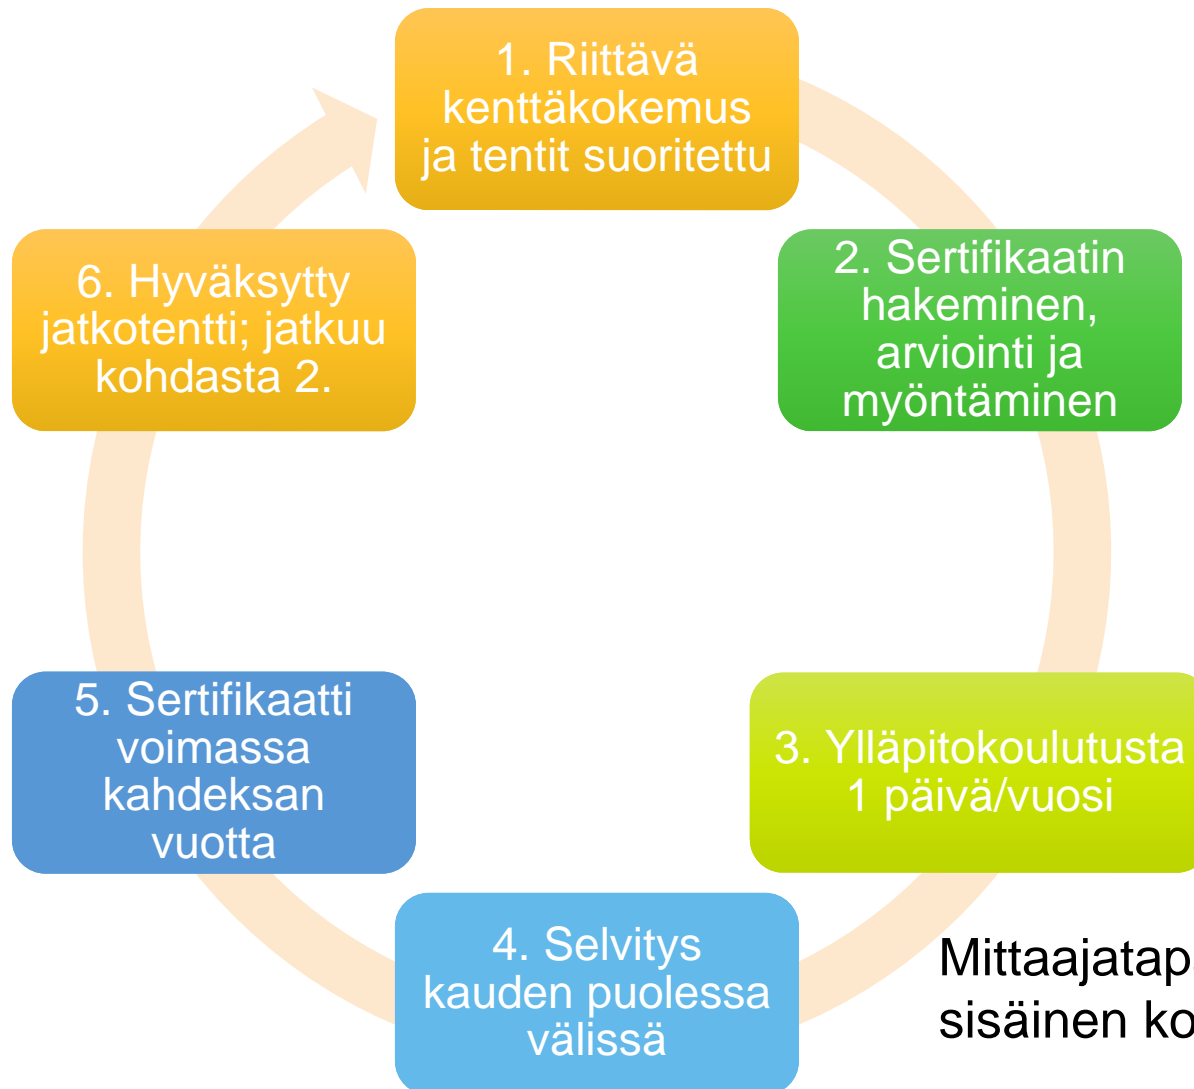 1. Riittävä
kenttäkokemus
ja tentit suoritettu
2. Sertifikaatin
hakeminen,
arviointi ja
myöntäminen
3. Ylläpitokoulutusta
1 päivä/vuosi
4. Selvitys
kauden puolessa
välissä
5. Sertifikaatti
voimassa
kahdeksan
vuotta
6. Hyväksytty
jatkotentti; jatkuu
kohdasta 2.
sisäinen